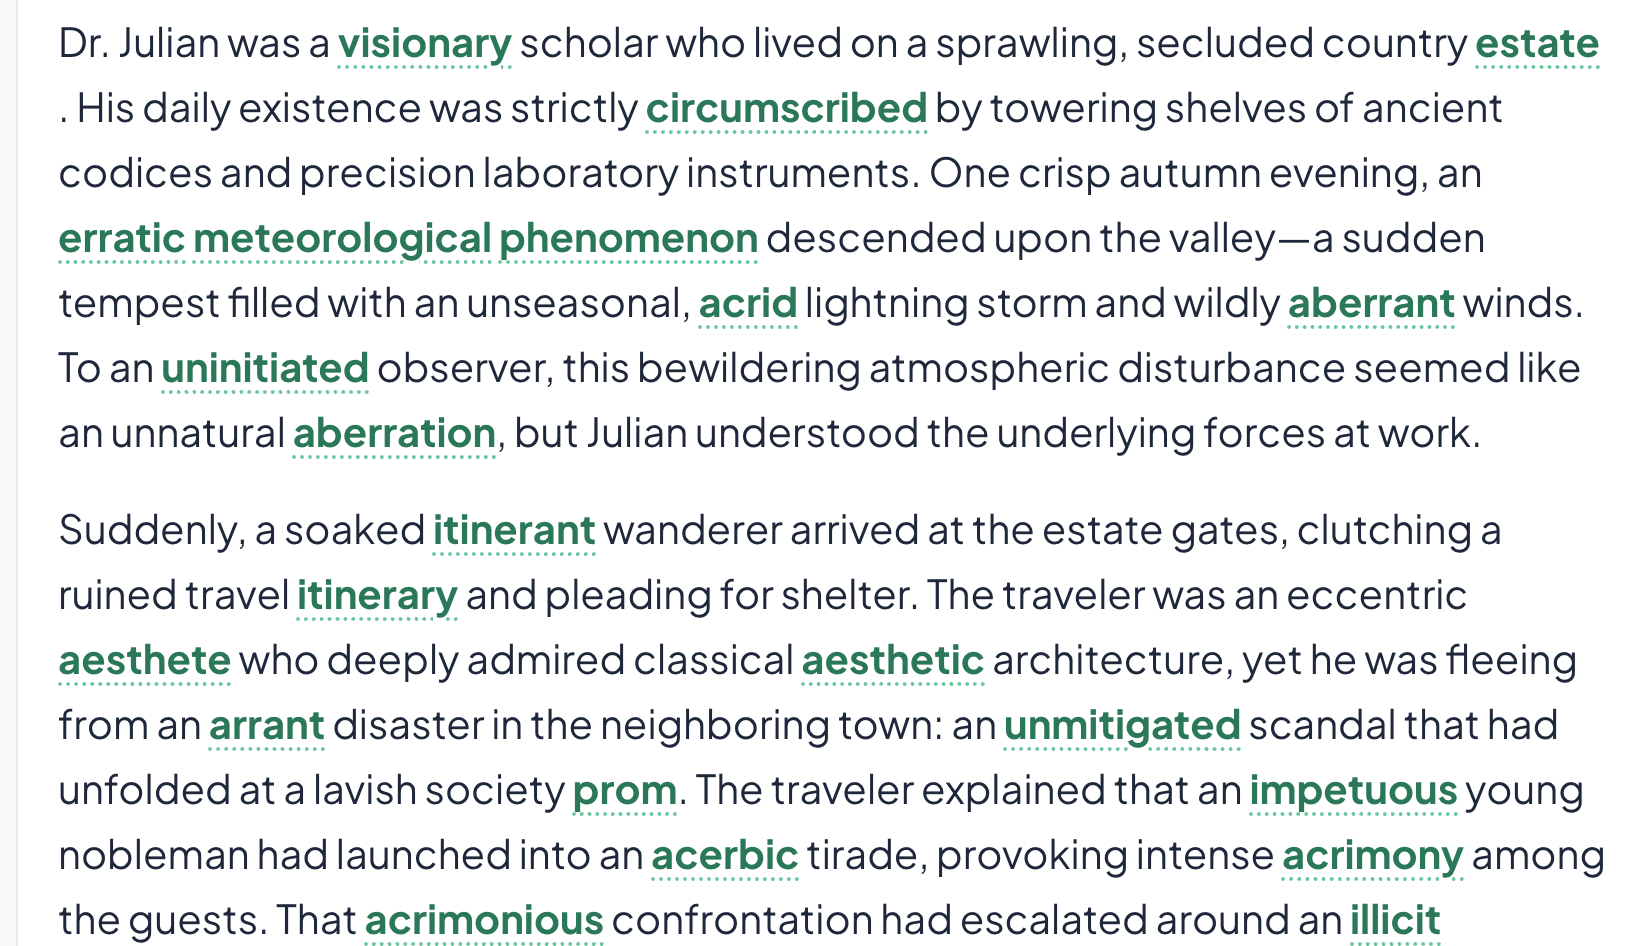 Dr. Julian was a visionary scholar who lived on a sprawling, secluded country estate
. His daily existence was strictly circumscribed by towering shelves of ancient
codices and precision laboratory instruments. One crisp autumn evening, an
erratic meteorological phenomenon descended upon the valley—a sudden
tempest filled with an unseasonal, acrid lightning storm and wildly aberrant winds.
To an uninitiated observer, this bewildering atmospheric disturbance seemed like
an unnatural aberration, but Julian understood the underlying forces at work.
Suddenly, a soaked itinerant wanderer arrived at the estate gates, clutching a
ruined travel itinerary and pleading for shelter. The traveler was an eccentric
aesthete who deeply admired classical aesthetic architecture, yet he was fleeing
from an arrant disaster in the neighboring town: an unmitigated scandal that had
unfolded at a lavish society prom. The traveler explained that an impetuous young
nobleman had launched into an acerbic tirade, provoking intense acrimony among
the guests. That acrimonious confrontation had escalated around an illicit